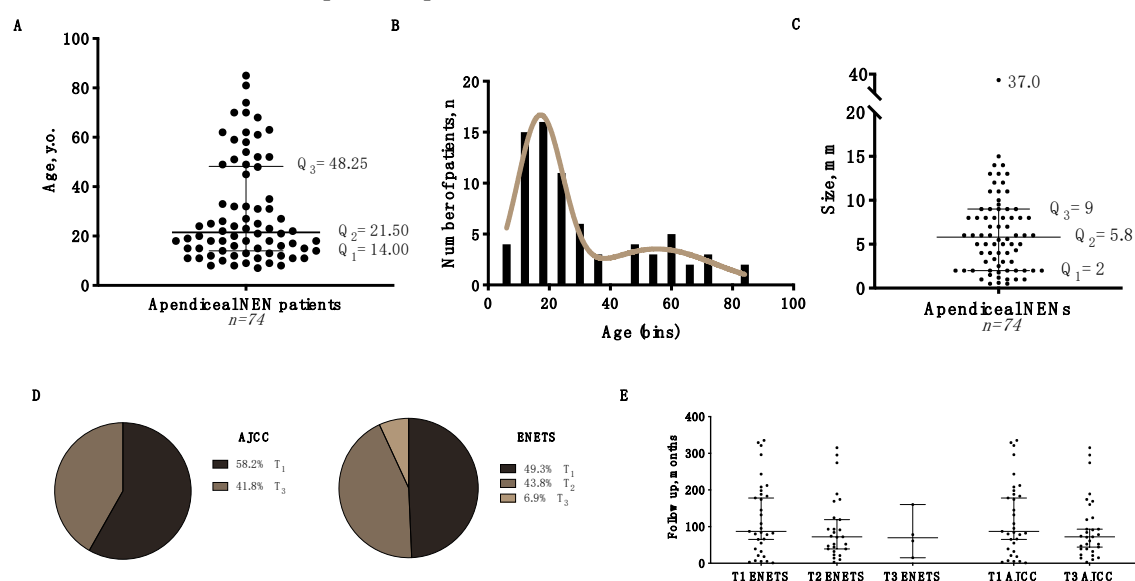 A
100
80
60
40
20
0
Age, y.o.
Q3= 48.25
Q2= 21.50
Q1= 14.00
ApendicealNEN patients
n=74
B
20
15
10
5
0
Number of patients, n
0 20 40 60 80 100
Age (bins)
C
40
20
15
10
5
0
Size, mm
37.0
Q3= 9
Q2= 5.8
Q1= 2
ApendicealNENs
n=74
D
AJCC
58.2% T1
41.8% T3
ENETS
49.3% T1
43.8% T2
6.9% T3
E
400
300
200
100
0
Follow up, months
T1 ENETS T2 ENETS T3 ENETS T1 AJCC T3 AJCC